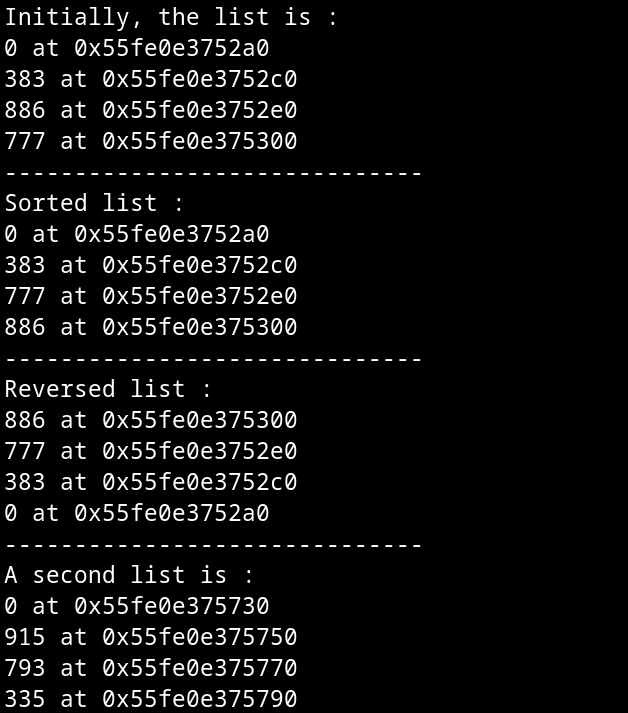 Initially, the list is :
0 at 0x55fe0e3752a0
383 at 0x55fe0e3752c0
886 at 0x55fe0e3752e0
777 at 0x55fe0e375300
------------------------------
Sorted list :
0 at 0x55fe0e3752a0
383 at 0x55fe0e3752c0
777 at 0x55fe0e3752e0
886 at 0x55fe0e375300
------------------------------
Reversed list :
886 at 0x55fe0e375300
777 at 0x55fe0e3752e0
383 at 0x55fe0e3752c0
0 at 0x55fe0e3752a0
------------------------------
A second list is :
0 at 0x55fe0e375730
915 at 0x55fe0e375750
793 at 0x55fe0e375770
335 at 0x55fe0e375790